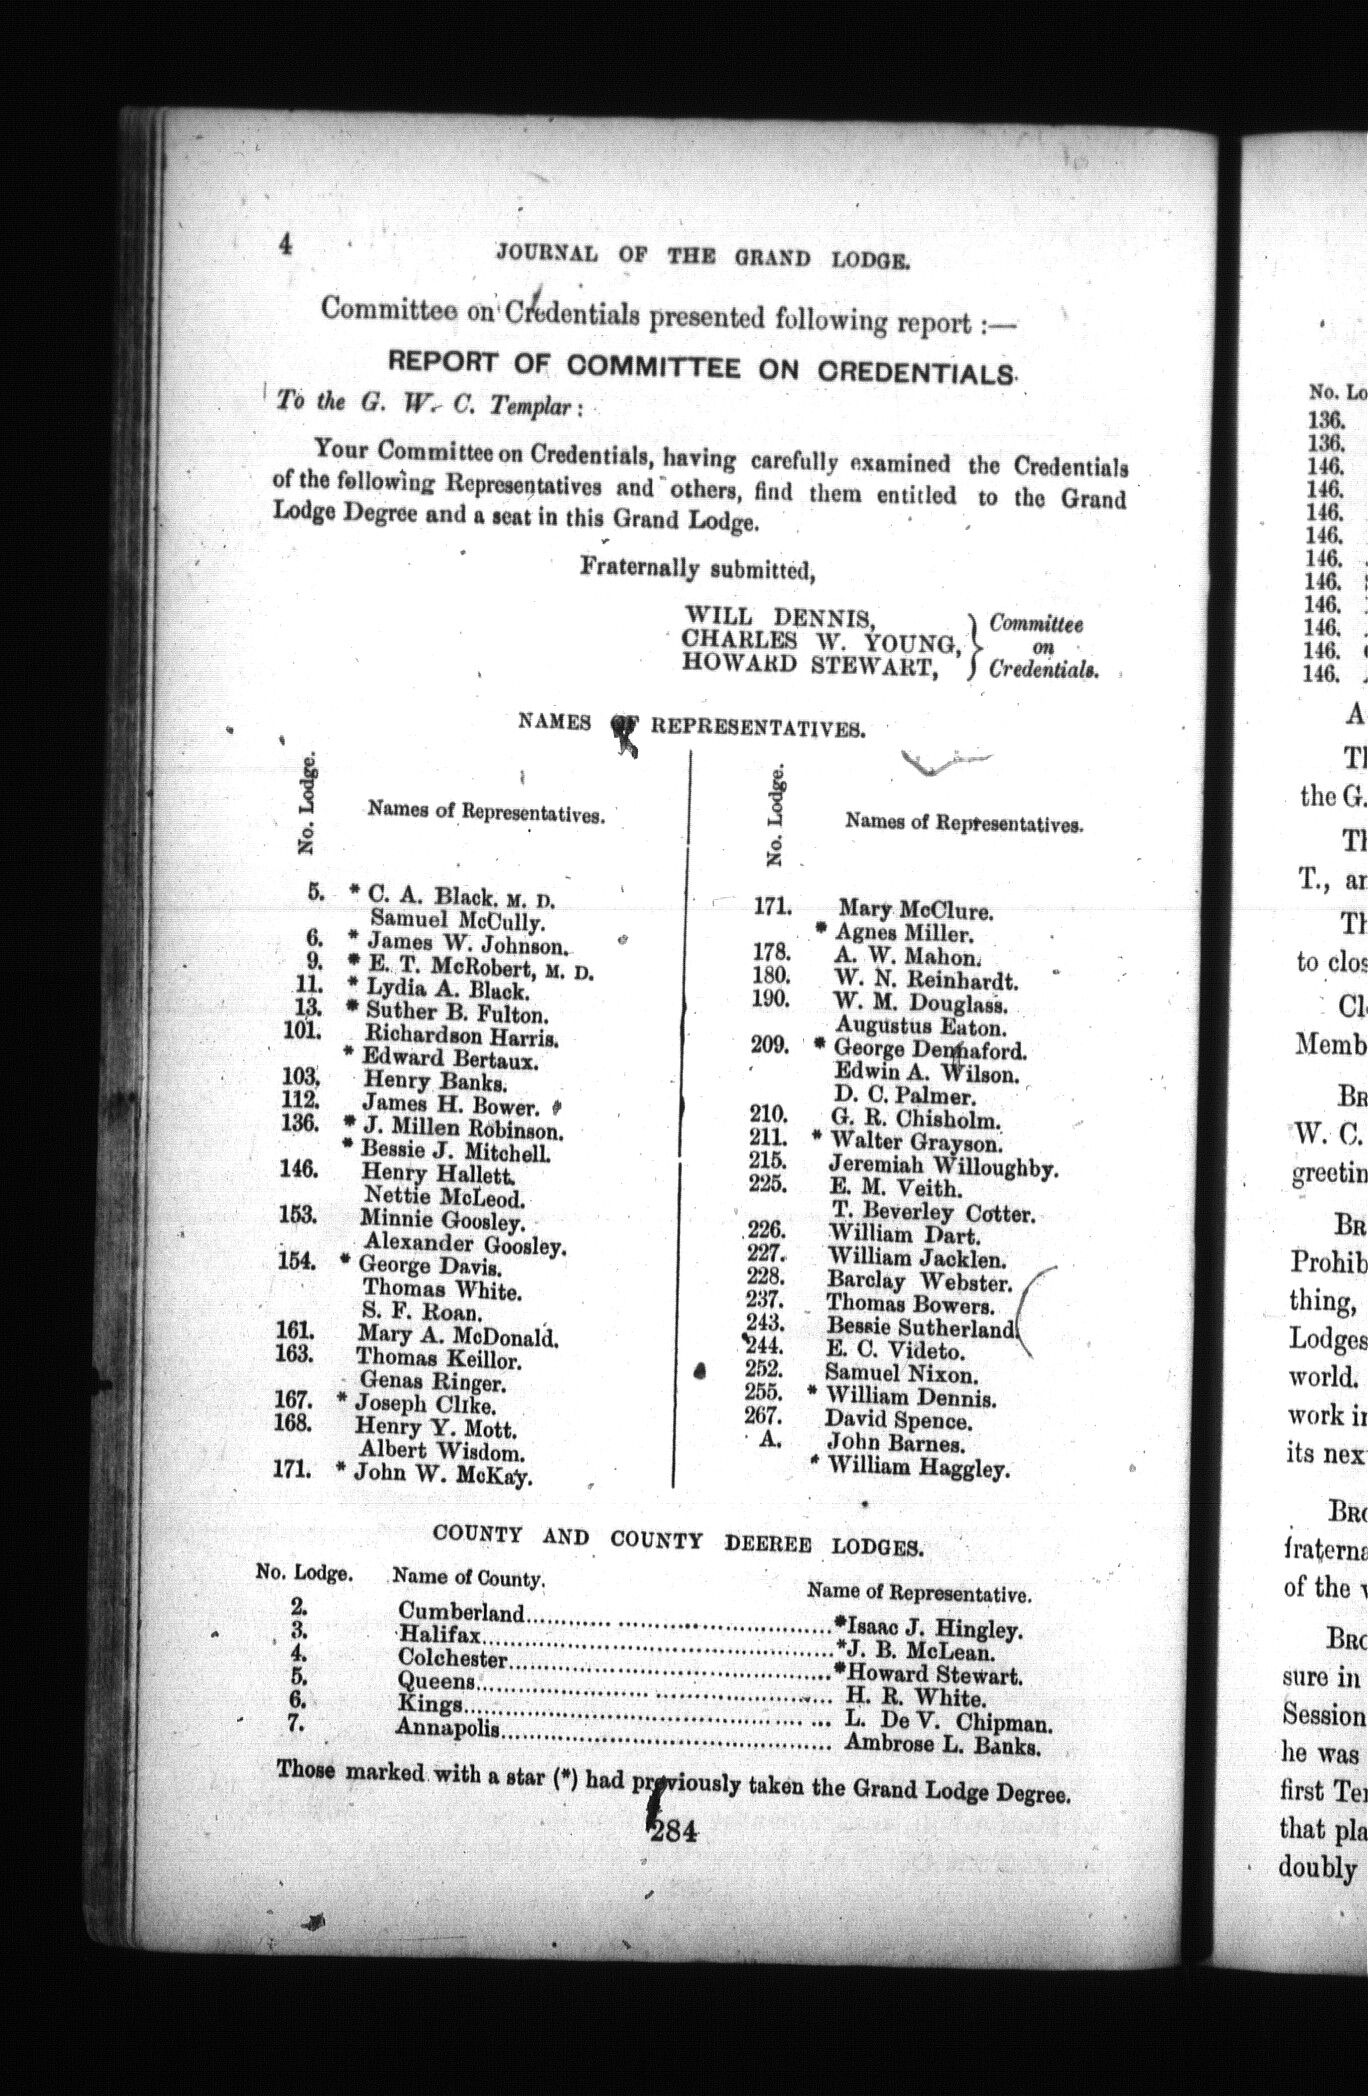 4
JOURNAL OF THE GRAND LODGE.
Committee on Credentials presented following report :—
REPORT OF COMMITTEE ON CREDENTIALS.
To the G. W. C. Templar :
Your Committee on Credentials, having carefully examined the Credentials
of the following Representatives and others, find them entitled to the Grand
Lodge Degree and a seat in this Grand Lodge.
Fraternally submitted,
WILL DENNIS,
CHARLES W. YOUNG,
HOWARD STEWART,
} Committee
on
Credentials.
NAMES OF REPRESENTATIVES.
No. Lodge. Names of Representatives.
5. * C. A. Black, M. D.
Samuel McCully.
6. * James W. Johnson.
9. * E. T. McRobert, M. D.
11. * Lydia A. Black.
13. * Suther B. Fulton.
101. Richardson Harris.
* Edward Bertaux.
103. Henry Banks.
112. James H. Bower.
136. * J. Millen Robinson.
* Bessie J. Mitchell.
146. Henry Hallett.
Nettie McLeod.
153. Minnie Goosley.
Alexander Goosley.
154. * George Davis.
Thomas White.
S. F. Roan.
161. Mary A. McDonald.
163. Thomas Keillor.
Genas Ringer.
167. * Joseph Clike.
168. Henry Y. Mott.
Albert Wisdom.
171. * John W. McKay.
No. Lodge. Names of Representatives.
171. Mary McClure.
* Agnes Miller.
178. A. W. Mahon.
180. W. N. Reinhardt.
190. W. M. Douglass.
Augustus Eaton.
209. * George Dennaford.
Edwin A. Wilson.
D. C. Palmer.
210. G. R. Chisholm.
211. * Walter Grayson.
215. Jeremiah Willoughby.
225. E. M. Veith.
T. Beverley Cotter.
226. William Dart.
227. William Jacklen.
228. Barclay Webster.
237. Thomas Bowers.
243. Bessie Sutherland.
244. E. C. Videto.
252. Samuel Nixon.
255. * William Dennis.
267. David Spence.
A. John Barnes.
* William Haggley.
COUNTY AND COUNTY DEEREE LODGES.
No. Lodge. Name of County. Name of Representative.
2. Cumberland........................*Isaac J. Hingley.
3. Halifax........................*J. B. McLean.
4. Colchester........................*Howard Stewart.
5. Queens........................ H. R. White.
6. Kings........................ L. De V. Chipman.
7. Annapolis........................ Ambrose L. Banks.
Those marked with a star (*) had previously taken the Grand Lodge Degree.
284
No. Lo
136.
136.
146.
146.
146.
146.
146.
146.
146.
146.
146.
146.
A
Th
the G.
Th
T., an
Th
to clos
Cl
Memb
BR
W. C.
greetin
BR
Prohib
thing,
Lodges
world.
work in
its nex
BRO
fraterna
of the
BRO
sure in
Session
he was
first Te
that pla
doubly